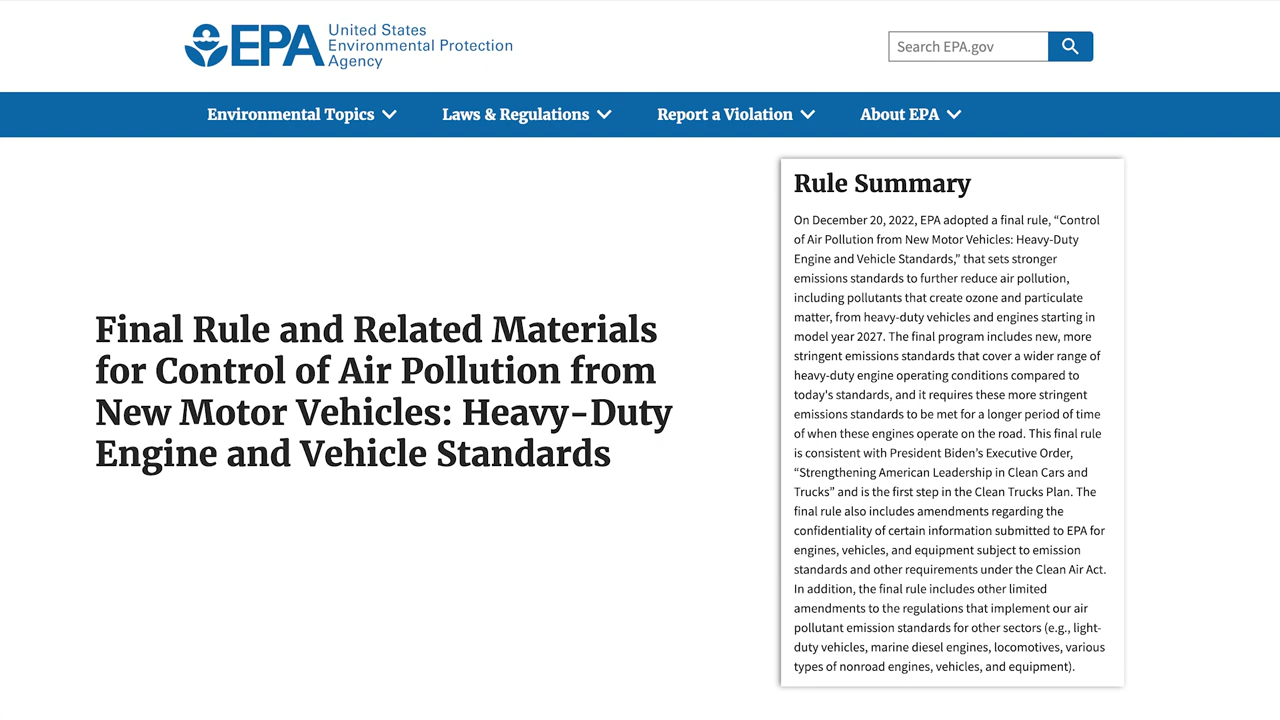 EPA
United States
Environmental Protection
Agency
Search EPA.gov
Environmental Topics
Laws & Regulations
Report a Violation
About EPA
Final Rule and Related Materials
for Control of Air Pollution from
New Motor Vehicles: Heavy-Duty
Engine and Vehicle Standards
Rule Summary
On December 20, 2022, EPA adopted a final rule, “Control
of Air Pollution from New Motor Vehicles: Heavy-Duty
Engine and Vehicle Standards,” that sets stronger
emissions standards to further reduce air pollution,
including pollutants that create ozone and particulate
matter, from heavy-duty vehicles and engines starting in
model year 2027. The final program includes new, more
stringent emissions standards that cover a wider range of
heavy-duty engine operating conditions compared to
today's standards, and it requires these more stringent
emissions standards to be met for a longer period of time
of when these engines operate on the road. This final rule
is consistent with President Biden’s Executive Order,
“Strengthening American Leadership in Clean Cars and
Trucks” and is the first step in the Clean Trucks Plan. The
final rule also includes amendments regarding the
confidentiality of certain information submitted to EPA for
engines, vehicles, and equipment subject to emission
standards and other requirements under the Clean Air Act.
In addition, the final rule includes other limited
amendments to the regulations that implement our air
pollutant emission standards for other sectors (e.g., light-
duty vehicles, marine diesel engines, locomotives, various
types of nonroad engines, vehicles, and equipment).